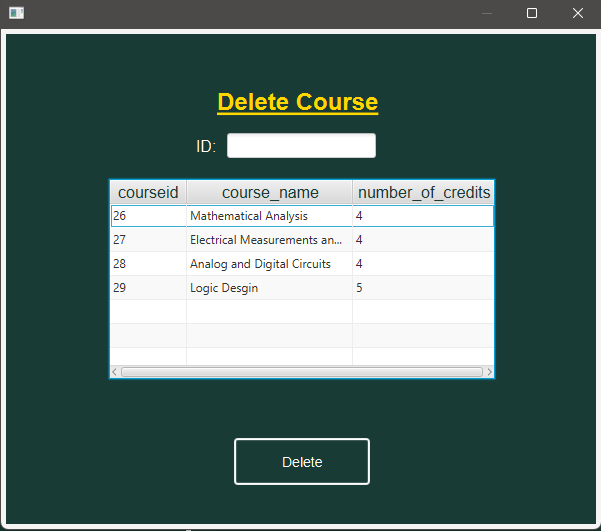 Delete Course
ID:
courseid course_name number_of_credits
26 Mathematical Analysis 4
27 Electrical Measurements an... 4
28 Analog and Digital Circuits 4
29 Logic Desgin 5
Delete